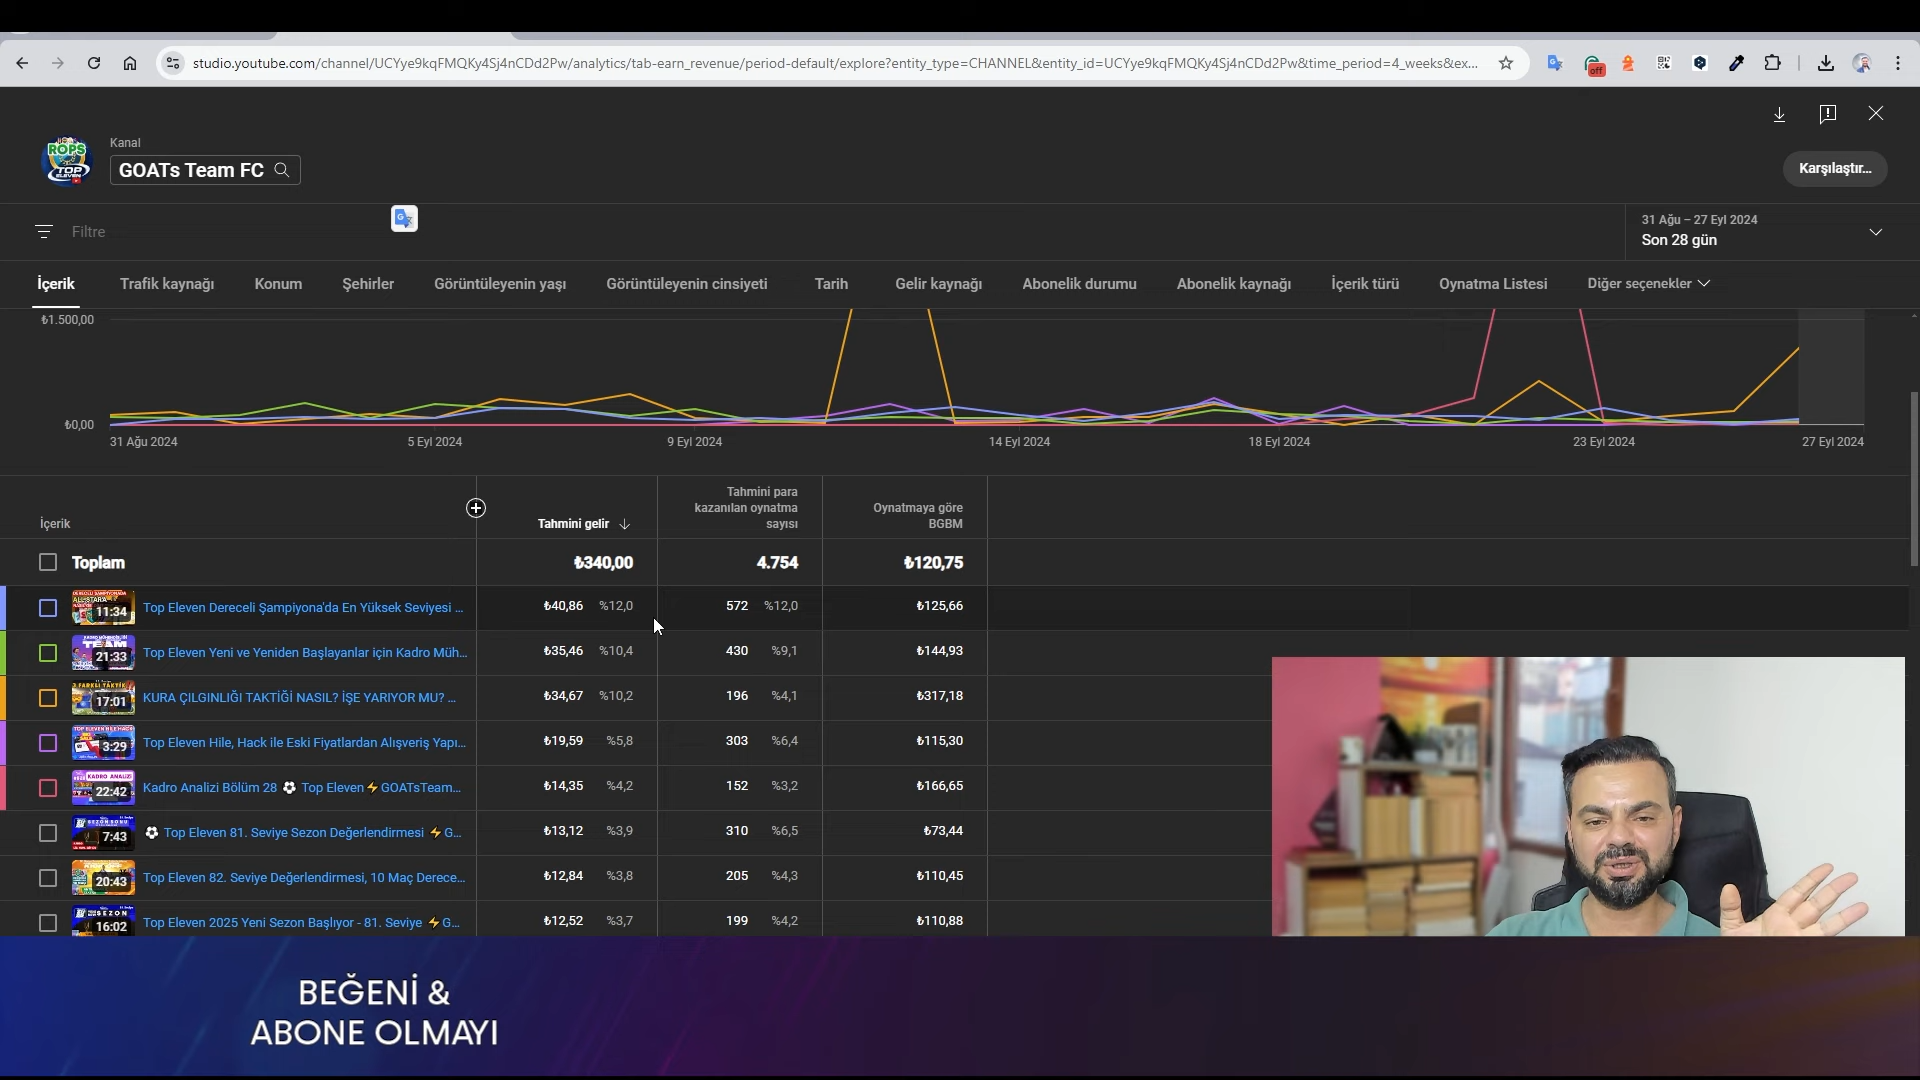 studio.youtube.com/channel/UCYye9kqFMQKy4Sj4nCDd2Pw/analytics/tab-earn_revenue/period-default/explore?entity_type=CHANNEL&entity_id=UCYye9kqFMQKy4Sj4nCDd2Pw&time_period=4_weeks&ex...
off
ROPS
TOP
ELEVEN
Kanal
GOATs Team FC
Karşılaştır...
Filtre
31 Ağu – 27 Eyl 2024
Son 28 gün
İçerik Trafik kaynağı Konum Şehirler Görüntüleyenin yaşı Görüntüleyenin cinsiyeti Tarih Gelir kaynağı Abonelik durumu Abonelik kaynağı İçerik türü Oynatma Listesi Diğer seçenekler
₺1.500,00
₺0,00
31 Ağu 2024 5 Eyl 2024 9 Eyl 2024 14 Eyl 2024 18 Eyl 2024 23 Eyl 2024 27 Eyl 2024
İçerik
Tahmini gelir
Tahmini para
kazanılan oynatma
sayısı
Oynatmaya göre
BGBM
Toplam ₺340,00 4.754 ₺120,75
11:34 Top Eleven Dereceli Şampiyona'da En Yüksek Seviyesi ... ₺40,86 %12,0 572 %12,0 ₺125,66
21:33 Top Eleven Yeni ve Yeniden Başlayanlar için Kadro Müh... ₺35,46 %10,4 430 %9,1 ₺144,93
17:01 KURA ÇILGINLIĞI TAKTİĞİ NASIL? İŞE YARIYOR MU? ... ₺34,67 %10,2 196 %4,1 ₺317,18
3:29 Top Eleven Hile, Hack ile Eski Fiyatlardan Alışveriş Yapı... ₺19,59 %5,8 303 %6,4 ₺115,30
KADRO ANALİZİ
22:42 Kadro Analizi Bölüm 28 ⚽ Top Eleven⚡GOATsTeam... ₺14,35 %4,2 152 %3,2 ₺166,65
7:43 ⚽ Top Eleven 81. Seviye Sezon Değerlendirmesi ⚡G... ₺13,12 %3,9 310 %6,5 ₺73,44
20:43 Top Eleven 82. Seviye Değerlendirmesi, 10 Maç Derece... ₺12,84 %3,8 205 %4,3 ₺110,45
16:02 Top Eleven 2025 Yeni Sezon Başlıyor - 81. Seviye ⚡G... ₺12,52 %3,7 199 %4,2 ₺110,88
BEĞENİ &
ABONE OLMAYI